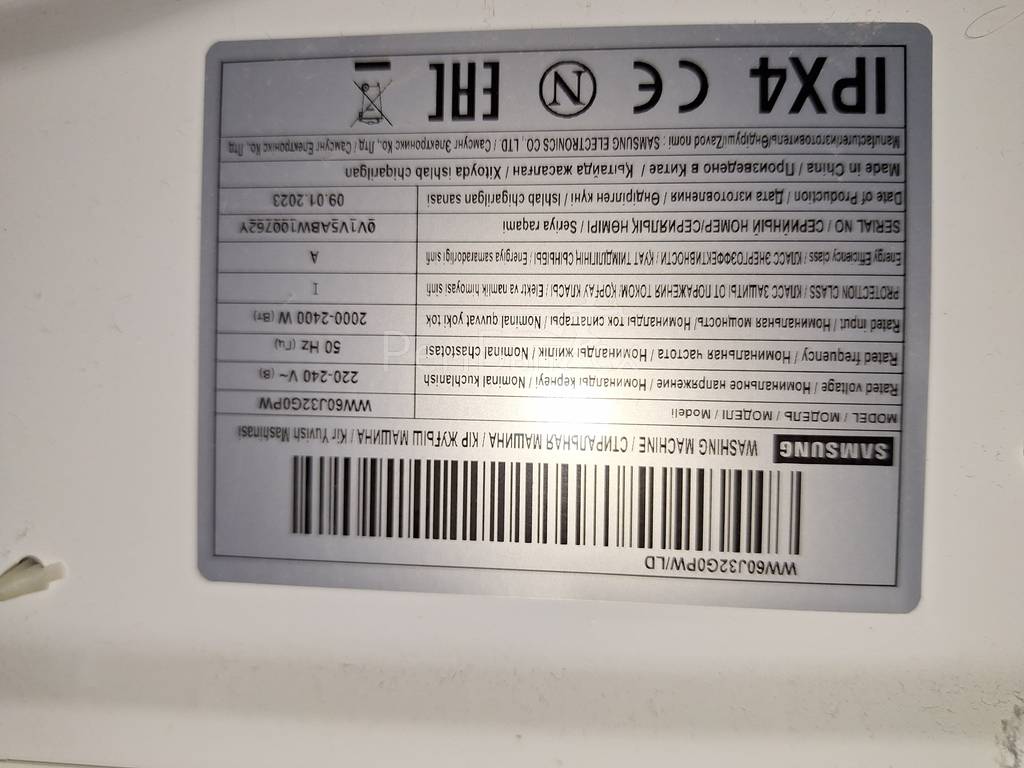 WW60J32G0PW/LD
SAMSUNG WASHING MACHINE / СТИРАЛЬНАЯ МАШИНА / КІР ЖУҒЫШ МАШИНА / Kir Yuvish Mashinasi
MODEL / МОДЕЛЬ / МОДЕЛІ / Modeli WW60J32G0PW
Rated voltage / Номинальное напряжение / Номиналды кернеуі / Nominal kuchlanish 220-240 V~ (В)
Rated frequency / Номинальная частота / Номиналды жиілік / Nominal chastotasi 50 Hz (Гц)
Rated input / Номинальная мощность / Номиналды ток сипаттары / Nominal quvvat yoki tok 2000-2400 W (Вт)
PROTECTION CLASS / КЛАСС ЗАЩИТЫ ОТ ПОРАЖЕНИЯ ТОКОМ / ҚОРҒАУ КЛАСЫ / Elektr va namlik himoyasi sinfi I
Energy Efficiency class / КЛАСС ЭНЕРГОЭФФЕКТИВНОСТИ / ҚУАТ ТИІМДІЛІГІНІҢ СЫНЫБЫ / Energiya samaradorligi sinfi A
SERIAL NO / СЕРИЙНЫЙ НОМЕР/СЕРИЯЛЫҚ НӨМІРІ / Seriya raqami 0V1V5ABW100762Y
Date of Production / Дата изготовления / Өндірілген күні / Ishlab chiqarilgan sanasi 09.01.2023
Made in China / Произведено в Китае / Қытайда жасалған / Xitoyda ishlab chiqarilgan
Manufacturer/Изготовитель/Өндіруші/Zavod nomi : SAMSUNG ELECTRONICS CO., LTD. / Самсунг Электроникс Ко., Лтд / Самсунг Електроникс Ко. Лтд
IPX4 CE N EAC